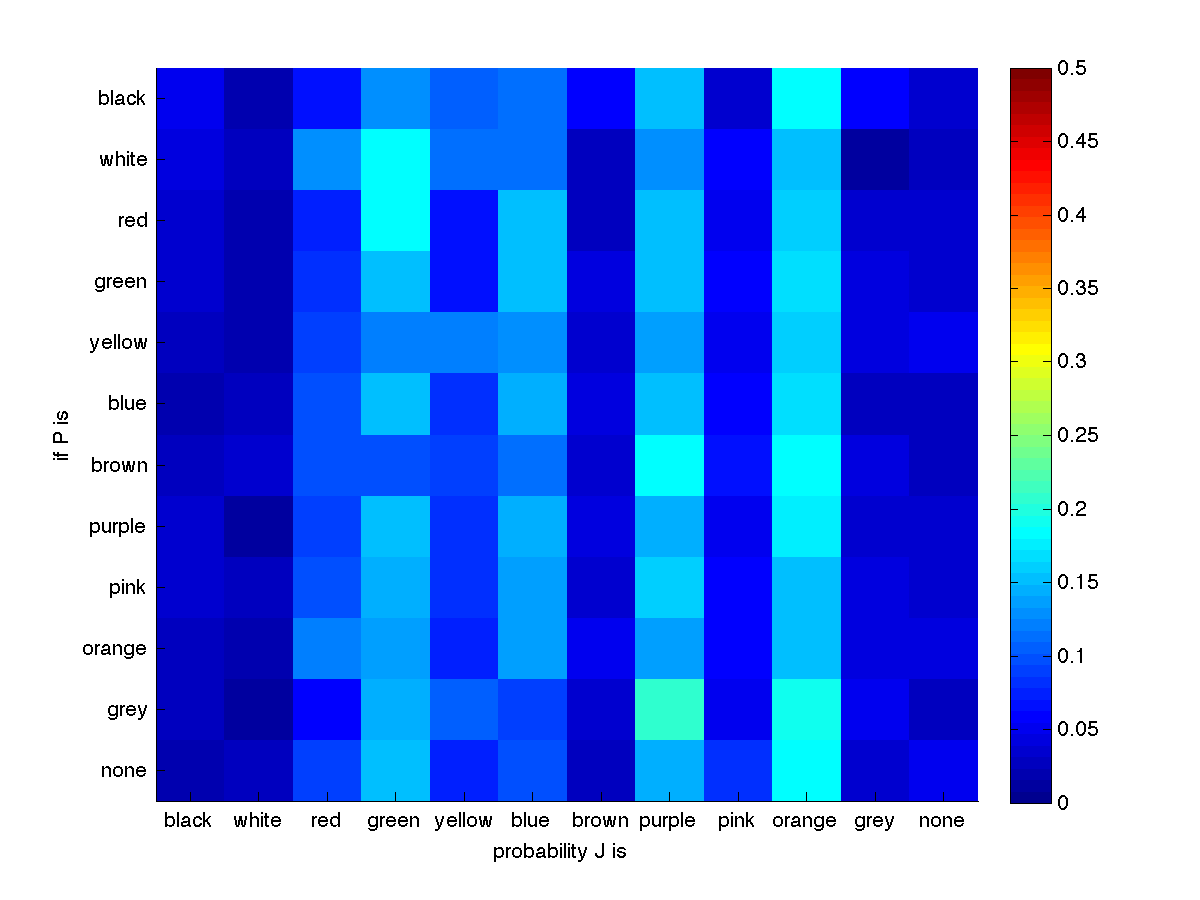 black
white
red
green
yellow
blue
brown
purple
pink
orange
grey
none
if P is
black white red green yellow blue brown purple pink orange grey none
probability J is
0.5
0.45
0.4
0.35
0.3
0.25
0.2
0.15
0.1
0.05
0